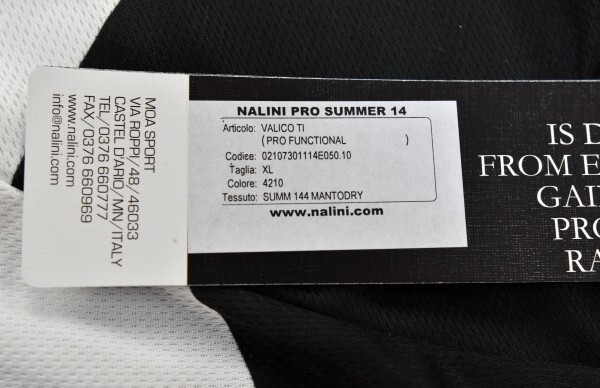 MOA SPORT
VIA ROPPI/48/46033
CASTEL D'ARIO/MN/ITALY
TEL/0376 660777
FAX/0376 660969
www.nalini.com
info@nalini.com
NALINI PRO SUMMER 14
Articolo: VALICO TI
( PRO FUNCTIONAL )
Codice: 02107301114E050.10
Taglia: XL
Colore: 4210
Tessuto: SUMM 144 MANTODRY
www.nalini.com
IS D
FROM E
GAI
PRO
RA